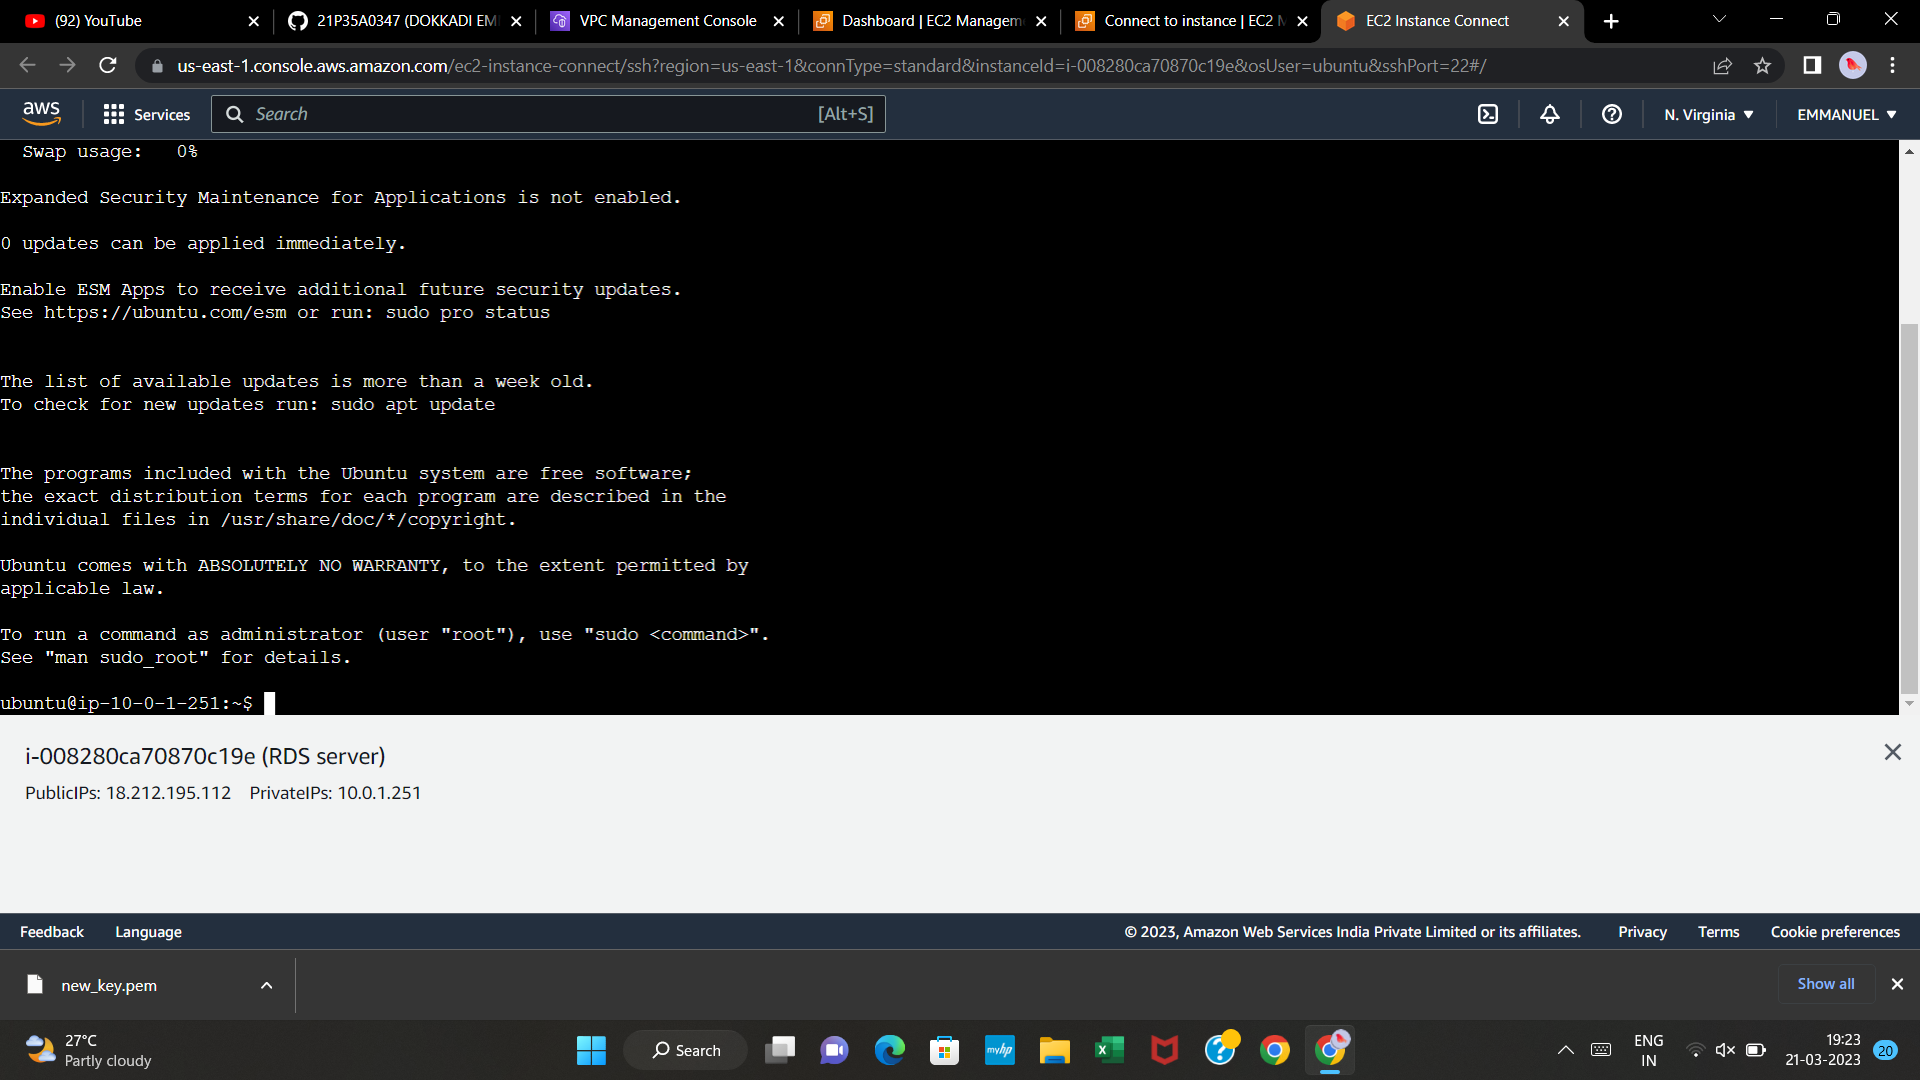 (92) YouTube
21P35A0347 (DOKKADI EM
VPC Management Console
Dashboard | EC2 Managem
Connect to instance | EC2 M
EC2 Instance Connect
us-east-1.console.aws.amazon.com/ec2-instance-connect/ssh?region=us-east-1&connType=standard&instanceId=i-008280ca70870c19e&osUser=ubuntu&sshPort=22#/
aws
Services
Search
[Alt+S]
N. Virginia
EMMANUEL
Swap usage:   0%
Expanded Security Maintenance for Applications is not enabled.
0 updates can be applied immediately.
Enable ESM Apps to receive additional future security updates.
See https://ubuntu.com/esm or run: sudo pro status
The list of available updates is more than a week old.
To check for new updates run: sudo apt update
The programs included with the Ubuntu system are free software;
the exact distribution terms for each program are described in the
individual files in /usr/share/doc/*/copyright.
Ubuntu comes with ABSOLUTELY NO WARRANTY, to the extent permitted by
applicable law.
To run a command as administrator (user "root"), use "sudo <command>".
See "man sudo_root" for details.
ubuntu@ip-10-0-1-251:~$
i-008280ca70870c19e (RDS server)
PublicIPs: 18.212.195.112   PrivateIPs: 10.0.1.251
Feedback
Language
© 2023, Amazon Web Services India Private Limited or its affiliates.
Privacy
Terms
Cookie preferences
new_key.pem
Show all
27°C
Partly cloudy
Search
myhp
ENG
IN
19:23
21-03-2023
20